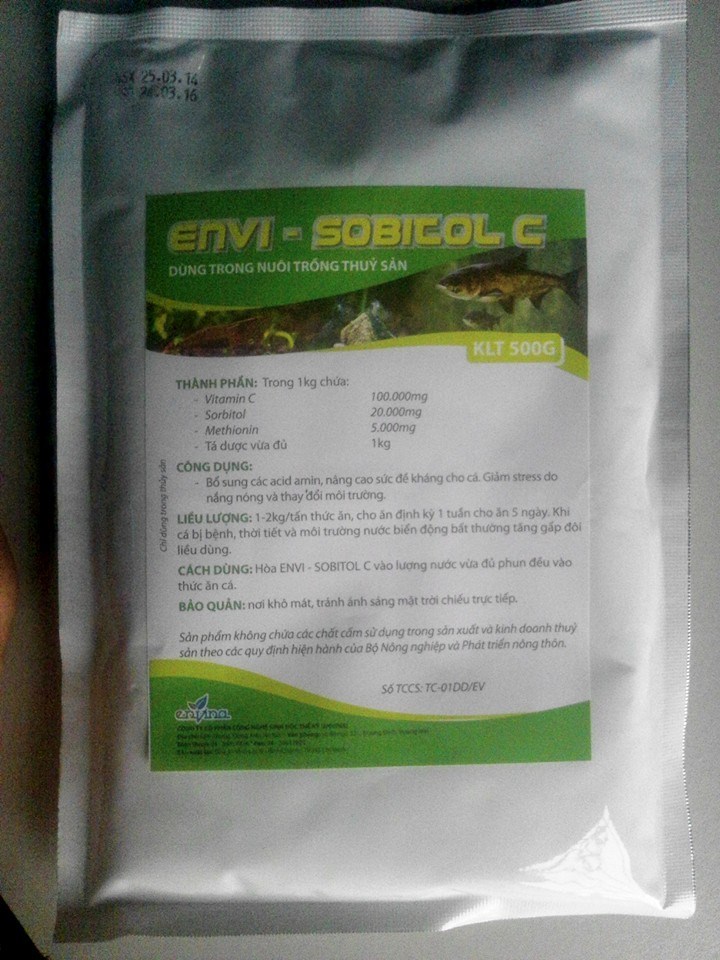 25.03.14
.03.16
ENVI - SOBITOL C
DÙNG TRONG NUÔI TRỒNG THUỶ SẢN
KLT 500G
THÀNH PHẦN: Trong 1kg chứa:
- Vitamin C 100.000mg
- Sorbitol 20.000mg
- Methionin 5.000mg
- Tá dược vừa đủ 1kg
CÔNG DỤNG:
- Bổ sung các acid amin, nâng cao sức đề kháng cho cá. Giảm stress do
nắng nóng và thay đổi môi trường.
LIỀU LƯỢNG: 1-2kg/tấn thức ăn, cho ăn định kỳ 1 tuần cho ăn 5 ngày. Khi
cá bị bệnh, thời tiết và môi trường nước biến động bất thường tăng gấp đôi
liều dùng.
CÁCH DÙNG: Hòa ENVI - SOBITOL C vào lượng nước vừa đủ phun đều vào
thức ăn cá.
BẢO QUẢN: nơi khô mát, tránh ánh sáng mặt trời chiếu trực tiếp.
Chỉ dùng trong thủy sản
Sản phẩm không chứa các chất cấm sử dụng trong sản xuất và kinh doanh thuỷ
sản theo các quy định hiện hành của Bộ Nông nghiệp và Phát triển nông thôn.
Số TCCS: TC-01DD/EV